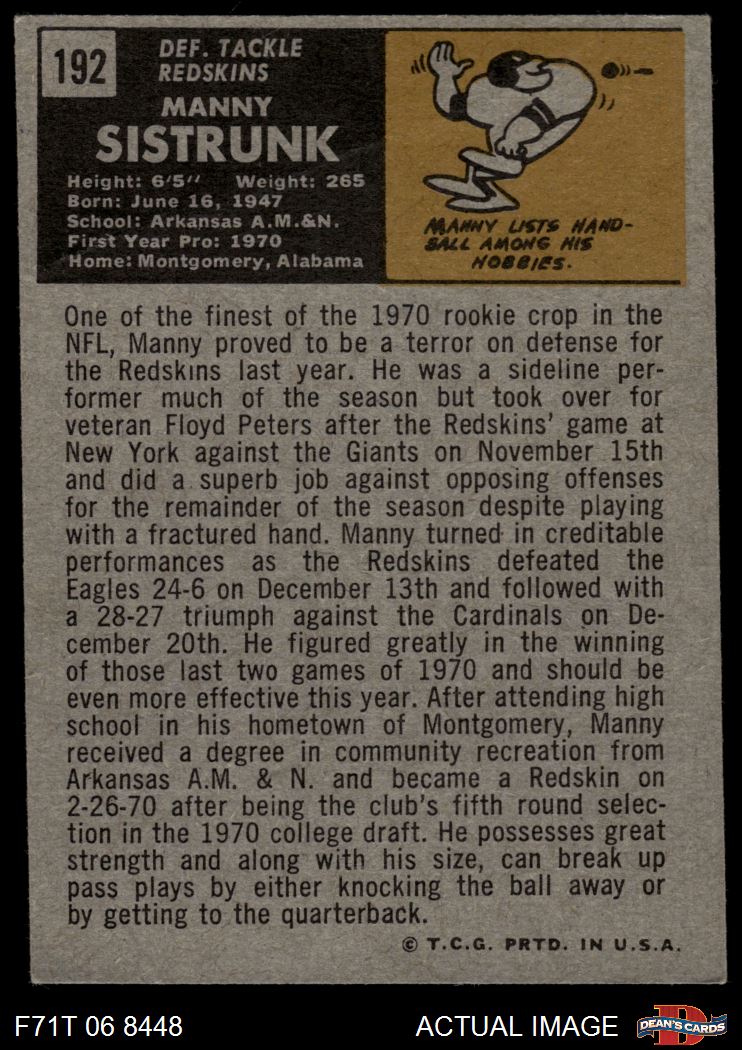 192
DEF. TACKLE
REDSKINS
MANNY
SISTRUNK
Height: 6'5" Weight: 265
Born: June 16, 1947
School: Arkansas A.M.&N.
First Year Pro: 1970
Home: Montgomery, Alabama
MANNY LISTS HAND-
BALL AMONG HIS
HOBBIES.
One of the finest of the 1970 rookie crop in the
NFL, Manny proved to be a terror on defense for
the Redskins last year. He was a sideline per-
former much of the season but took over for
veteran Floyd Peters after the Redskins' game at
New York against the Giants on November 15th
and did a superb job against opposing offenses
for the remainder of the season despite playing
with a fractured hand. Manny turned in creditable
performances as the Redskins defeated the
Eagles 24-6 on December 13th and followed with
a 28-27 triumph against the Cardinals on De-
cember 20th. He figured greatly in the winning
of those last two games of 1970 and should be
even more effective this year. After attending high
school in his hometown of Montgomery, Manny
received a degree in community recreation from
Arkansas A.M. & N. and became a Redskin on
2-26-70 after being the club's fifth round selec-
tion in the 1970 college draft. He possesses great
strength and along with his size, can break up
pass plays by either knocking the ball away or
by getting to the quarterback.
© T.C.G. PRTD. IN U.S.A.
F71T 06 8448 ACTUAL IMAGE DEAN'S CARDS